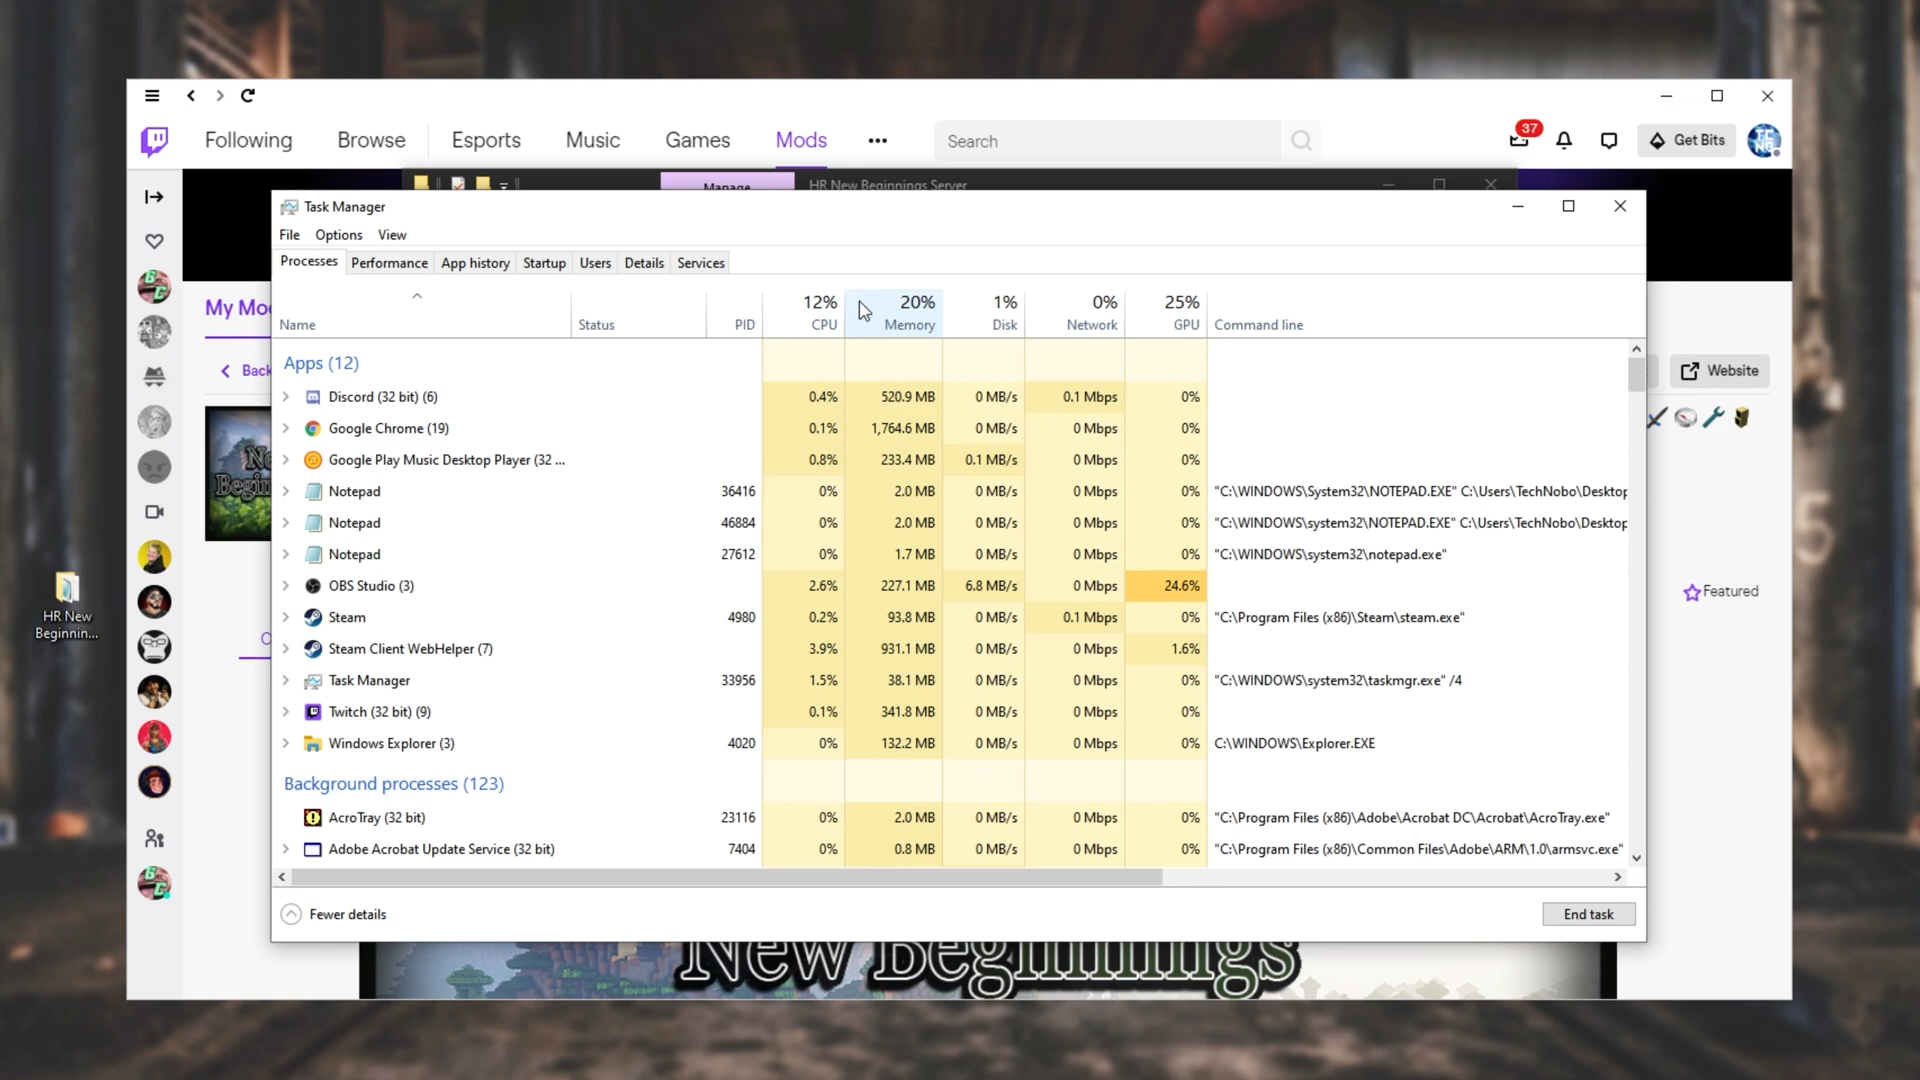 Following Browse Esports Music Games Mods ••• Search 37 Get Bits
Manage HR New Beginnings Server
Task Manager
File Options View
Processes Performance App history Startup Users Details Services
12% 20% 1% 0% 25%
Name Status PID CPU Memory Disk Network GPU Command line
Apps (12)
Discord (32 bit) (6) 0.4% 520.9 MB 0 MB/s 0.1 Mbps 0%
Google Chrome (19) 0.1% 1,764.6 MB 0 MB/s 0 Mbps 0%
Google Play Music Desktop Player (32 ... 0.8% 233.4 MB 0.1 MB/s 0 Mbps 0%
Notepad 36416 0% 2.0 MB 0 MB/s 0 Mbps 0% "C:\WINDOWS\System32\NOTEPAD.EXE" C:\Users\TechNobo\Desktop
Notepad 46884 0% 2.0 MB 0 MB/s 0 Mbps 0% "C:\WINDOWS\system32\NOTEPAD.EXE" C:\Users\TechNobo\Desktop
Notepad 27612 0% 1.7 MB 0 MB/s 0 Mbps 0% "C:\WINDOWS\system32\notepad.exe"
OBS Studio (3) 2.6% 227.1 MB 6.8 MB/s 0 Mbps 24.6%
Steam 4980 0.2% 93.8 MB 0 MB/s 0.1 Mbps 0% "C:\Program Files (x86)\Steam\steam.exe"
Steam Client WebHelper (7) 3.9% 931.1 MB 0 MB/s 0 Mbps 1.6%
Task Manager 33956 1.5% 38.1 MB 0 MB/s 0 Mbps 0% "C:\WINDOWS\system32\taskmgr.exe" /4
Twitch (32 bit) (9) 0.1% 341.8 MB 0 MB/s 0 Mbps 0%
Windows Explorer (3) 4020 0% 132.2 MB 0 MB/s 0 Mbps 0% C:\WINDOWS\Explorer.EXE
Background processes (123)
AcroTray (32 bit) 23116 0% 2.0 MB 0 MB/s 0 Mbps 0% "C:\Program Files (x86)\Adobe\Acrobat DC\Acrobat\AcroTray.exe"
Adobe Acrobat Update Service (32 bit) 7404 0% 0.8 MB 0 MB/s 0 Mbps 0% "C:\Program Files (x86)\Common Files\Adobe\ARM\1.0\armsvc.exe"
Fewer details End task
My Mo
Back
Website
Featured
HR New
Beginnin...
New Beginnings